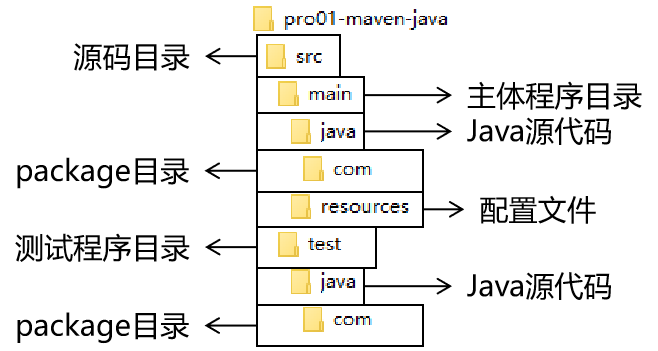 pro01-maven-java
源码目录 src
main 主体程序目录
java Java源代码
package目录 com
resources 配置文件
测试程序目录 test
java Java源代码
package目录 com